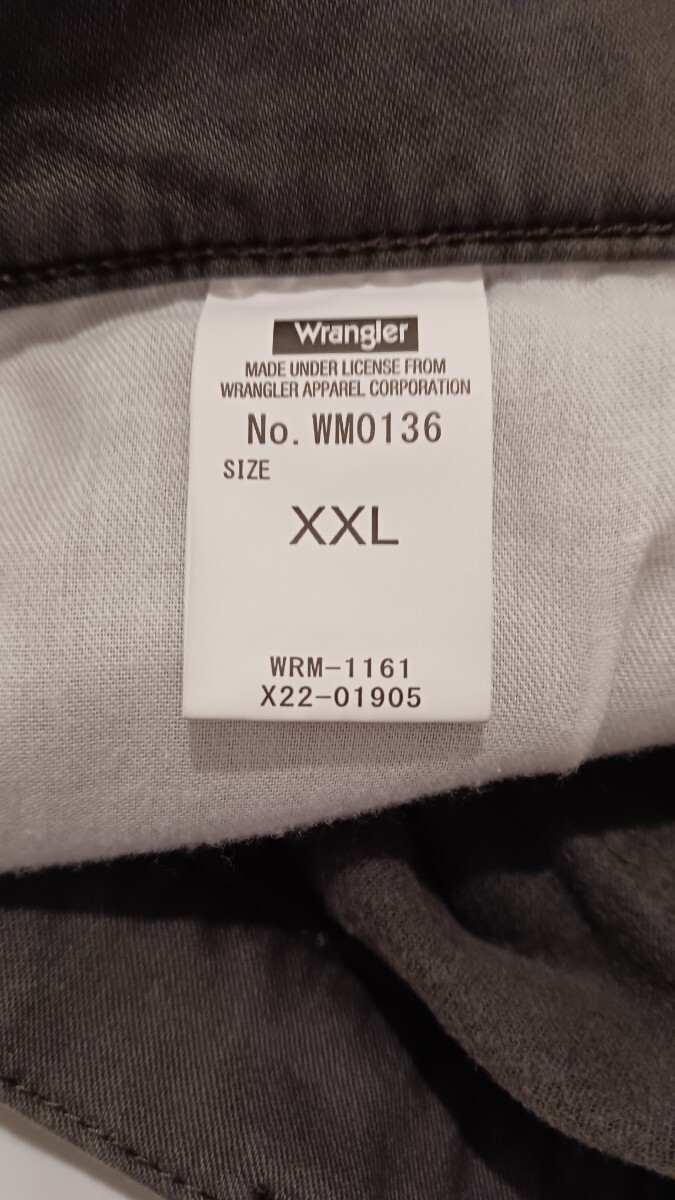 Wrangler
MADE UNDER LICENSE FROM
WRANGLER APPAREL CORPORATION
No. WM0136
SIZE
XXL
WRM-1161
X22-01905